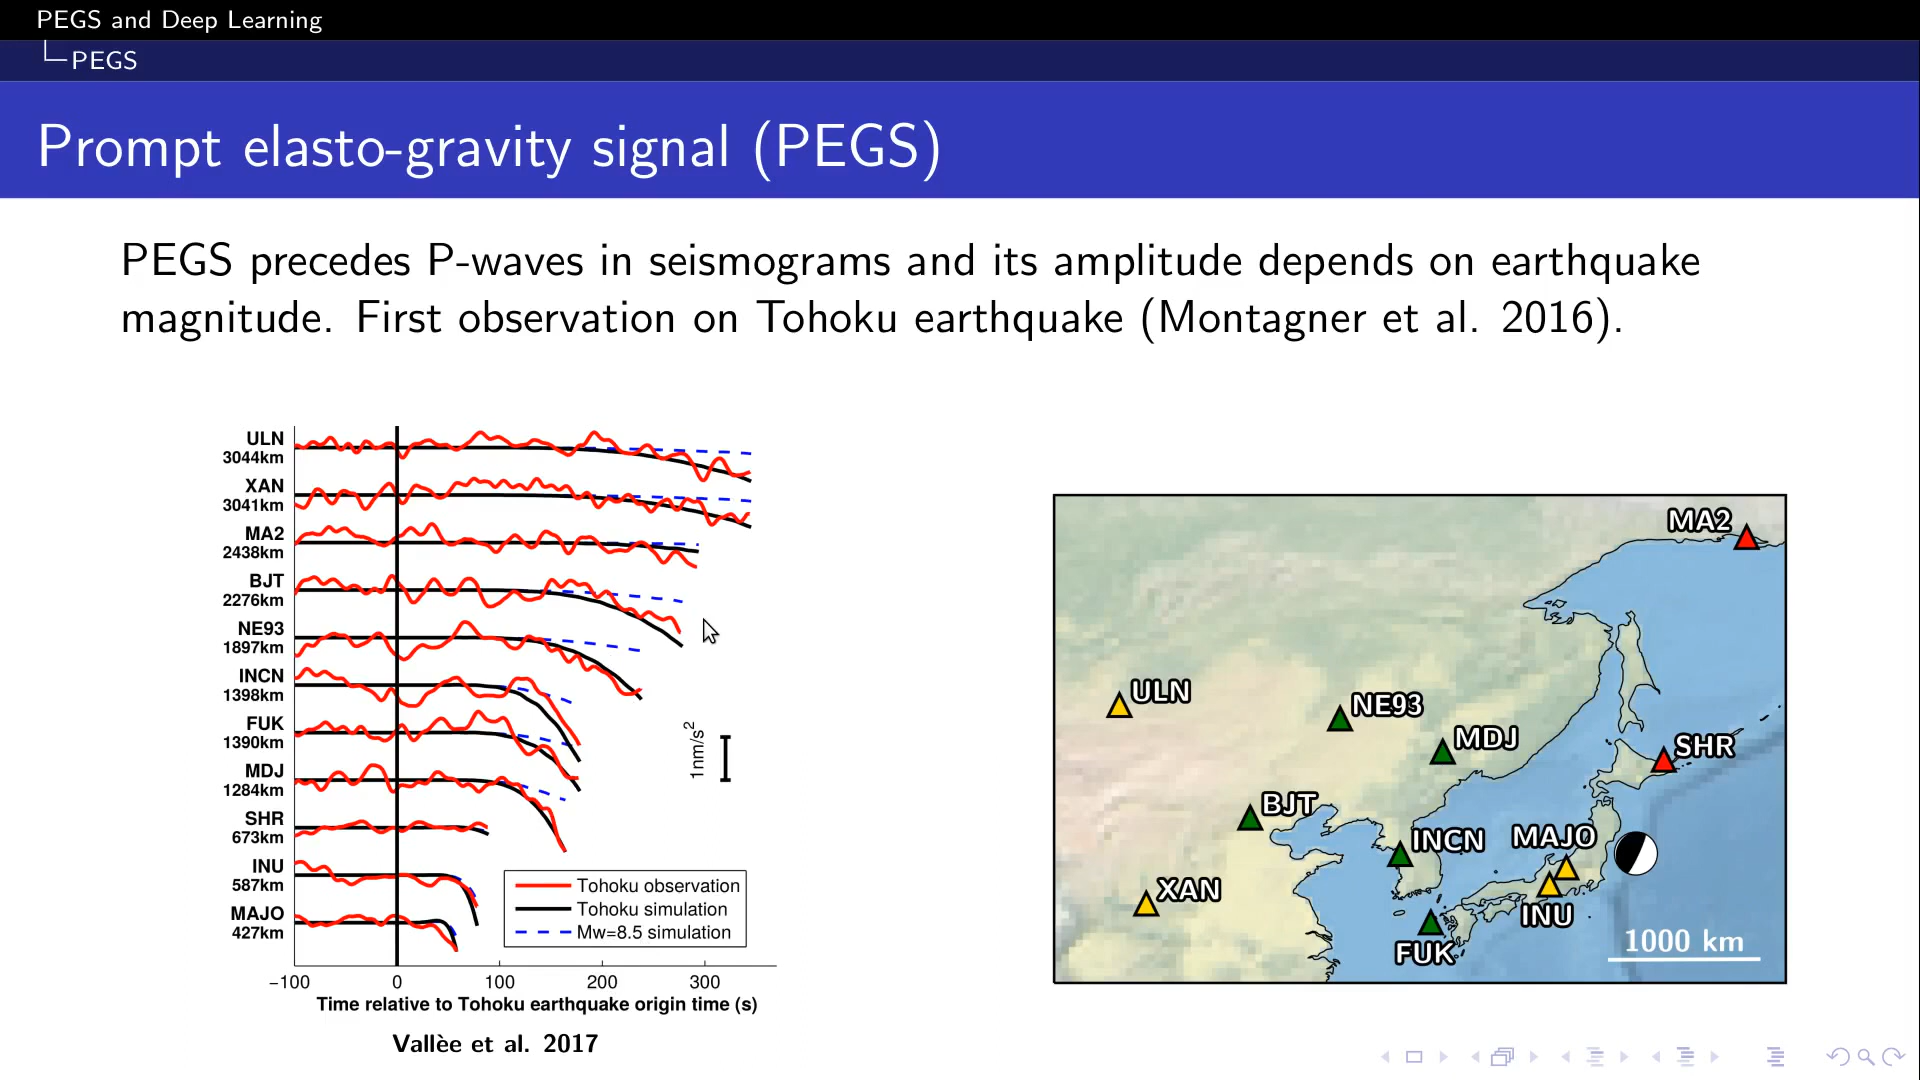 PEGS and Deep Learning
PEGS
Prompt elasto-gravity signal (PEGS)
PEGS precedes P-waves in seismograms and its amplitude depends on earthquake
magnitude. First observation on Tohoku earthquake (Montagner et al. 2016).
ULN
3044km
XAN
3041km
MA2
2438km
BJT
2276km
NE93
1897km
INCN
1398km
FUK
1390km
MDJ
1284km
SHR
673km
INU
587km
MAJO
427km
1nm/s²
Tohoku observation
Tohoku simulation
Mw=8.5 simulation
−100 0 100 200 300
Time relative to Tohoku earthquake origin time (s)
Vallèe et al. 2017
MA2
ULN
NE93
MDJ
SHR
BJT
INCN
MAJO
XAN
INU
FUK
1000 km